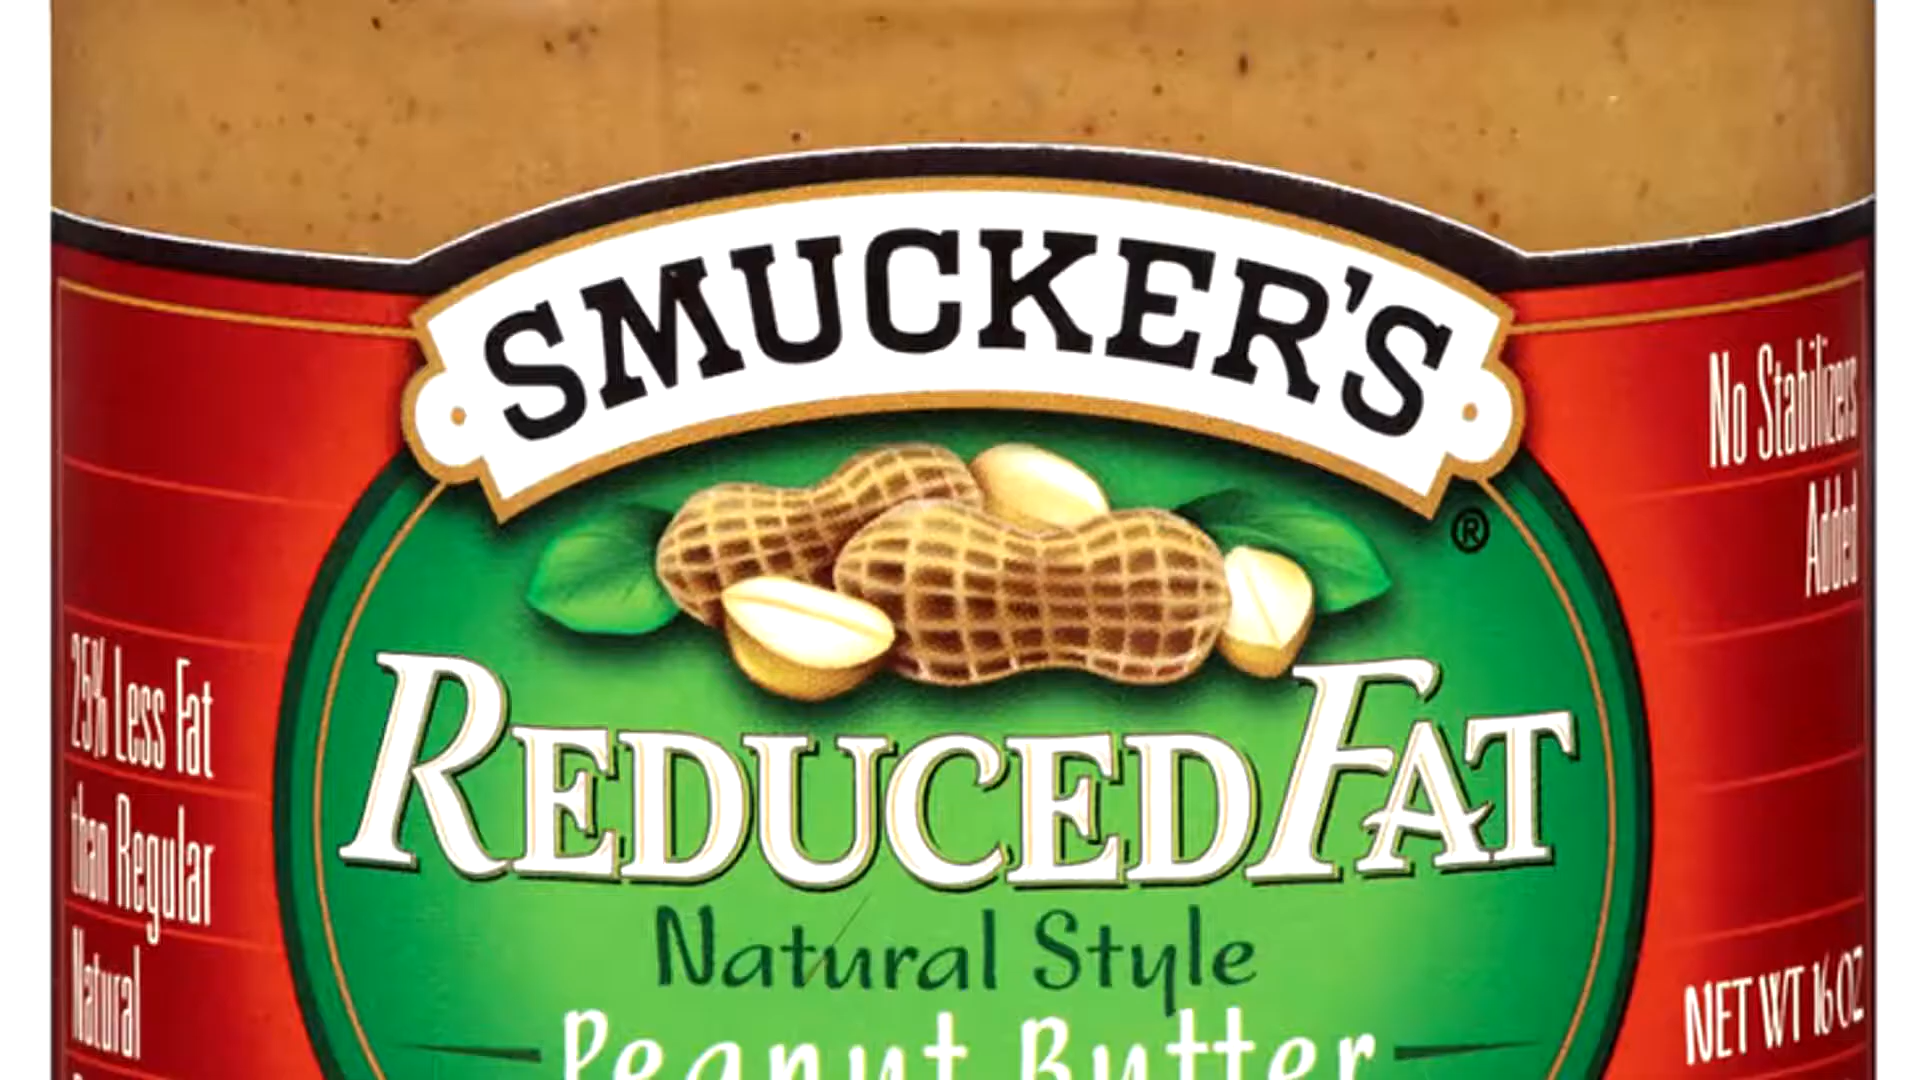 SMUCKER'S
®
REDUCED FAT
Natural Style
Peanut Butter
25% Less Fat
than Regular
Natural
No Stabilizers
Added
NET WT 16 OZ